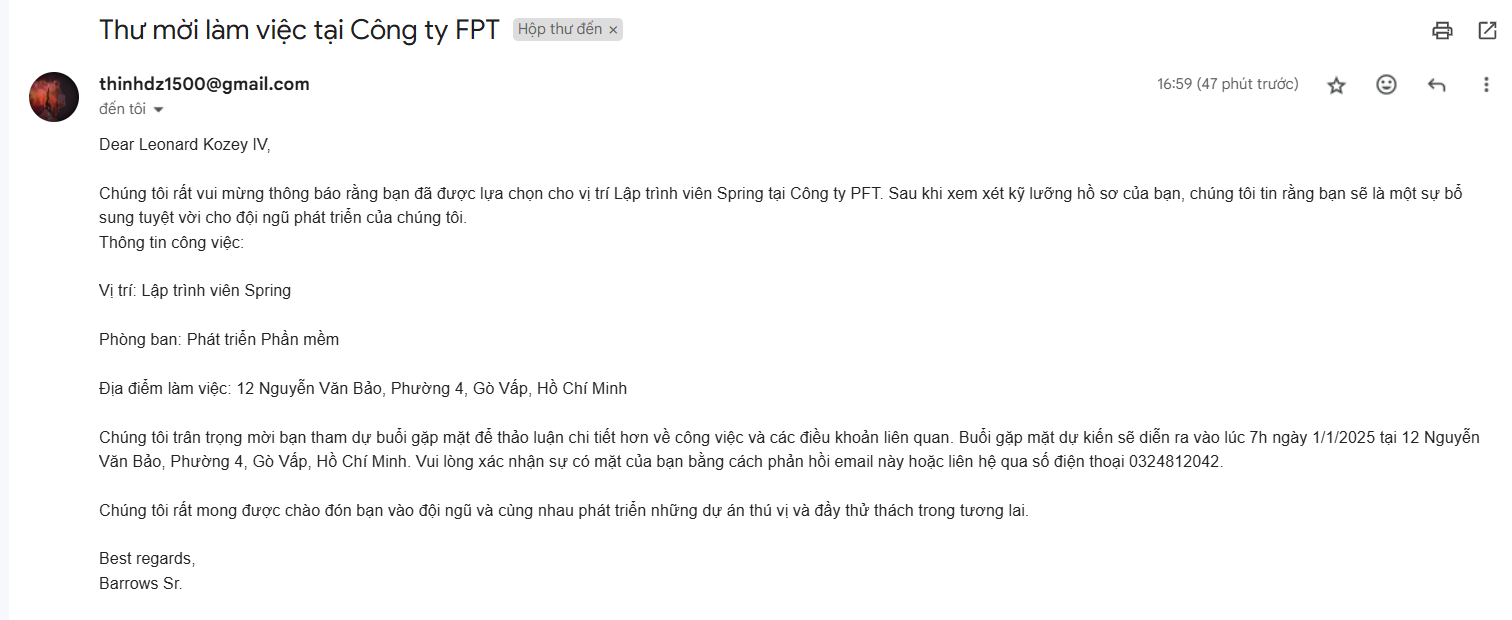 Thư mời làm việc tại Công ty FPT Hộp thư đến ×
thinhdz1500@gmail.com 16:59 (47 phút trước)
đến tôi
Dear Leonard Kozey IV,
Chúng tôi rất vui mừng thông báo rằng bạn đã được lựa chọn cho vị trí Lập trình viên Spring tại Công ty PFT. Sau khi xem xét kỹ lưỡng hồ sơ của bạn, chúng tôi tin rằng bạn sẽ là một sự bổ
sung tuyệt vời cho đội ngũ phát triển của chúng tôi.
Thông tin công việc:
Vị trí: Lập trình viên Spring
Phòng ban: Phát triển Phần mềm
Địa điểm làm việc: 12 Nguyễn Văn Bảo, Phường 4, Gò Vấp, Hồ Chí Minh
Chúng tôi trân trọng mời bạn tham dự buổi gặp mặt để thảo luận chi tiết hơn về công việc và các điều khoản liên quan. Buổi gặp mặt dự kiến sẽ diễn ra vào lúc 7h ngày 1/1/2025 tại 12 Nguyễn
Văn Bảo, Phường 4, Gò Vấp, Hồ Chí Minh. Vui lòng xác nhận sự có mặt của bạn bằng cách phản hồi email này hoặc liên hệ qua số điện thoại 0324812042.
Chúng tôi rất mong được chào đón bạn vào đội ngũ và cùng nhau phát triển những dự án thú vị và đầy thử thách trong tương lai.
Best regards,
Barrows Sr.